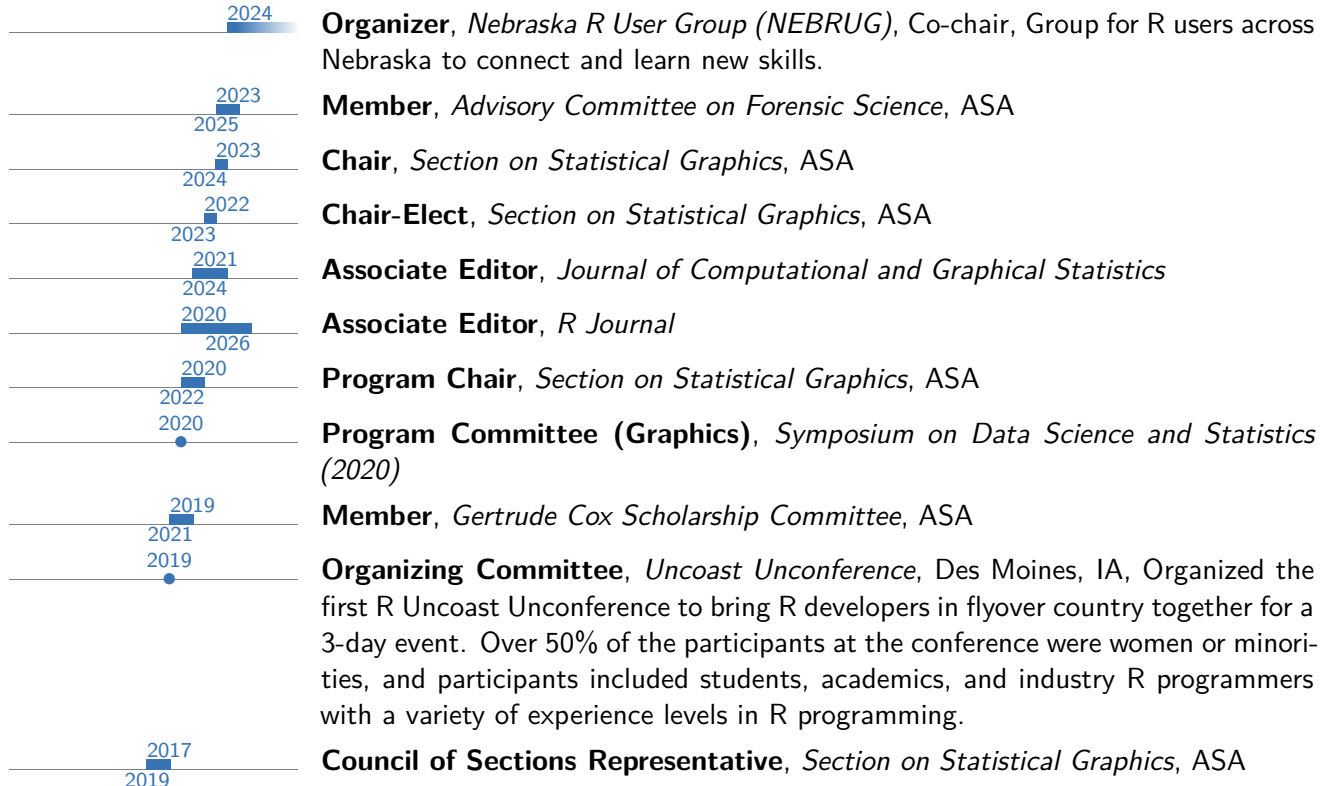 2024
Organizer, Nebraska R User Group (NEBRUG), Co-chair, Group for R users across
Nebraska to connect and learn new skills.
2023
Member, Advisory Committee on Forensic Science, ASA
2025
2023
Chair, Section on Statistical Graphics, ASA
2024
2022
Chair-Elect, Section on Statistical Graphics, ASA
2023
2021
Associate Editor, Journal of Computational and Graphical Statistics
2024
2020
Associate Editor, R Journal
2026
2020
Program Chair, Section on Statistical Graphics, ASA
2022
2020
Program Committee (Graphics), Symposium on Data Science and Statistics
(2020)
2019
Member, Gertrude Cox Scholarship Committee, ASA
2021
2019
Organizing Committee, Uncoast Unconference, Des Moines, IA, Organized the
first R Uncoast Unconference to bring R developers in flyover country together for a
3-day event. Over 50% of the participants at the conference were women or minori-
ties, and participants included students, academics, and industry R programmers
with a variety of experience levels in R programming.
2017
Council of Sections Representative, Section on Statistical Graphics, ASA
2019